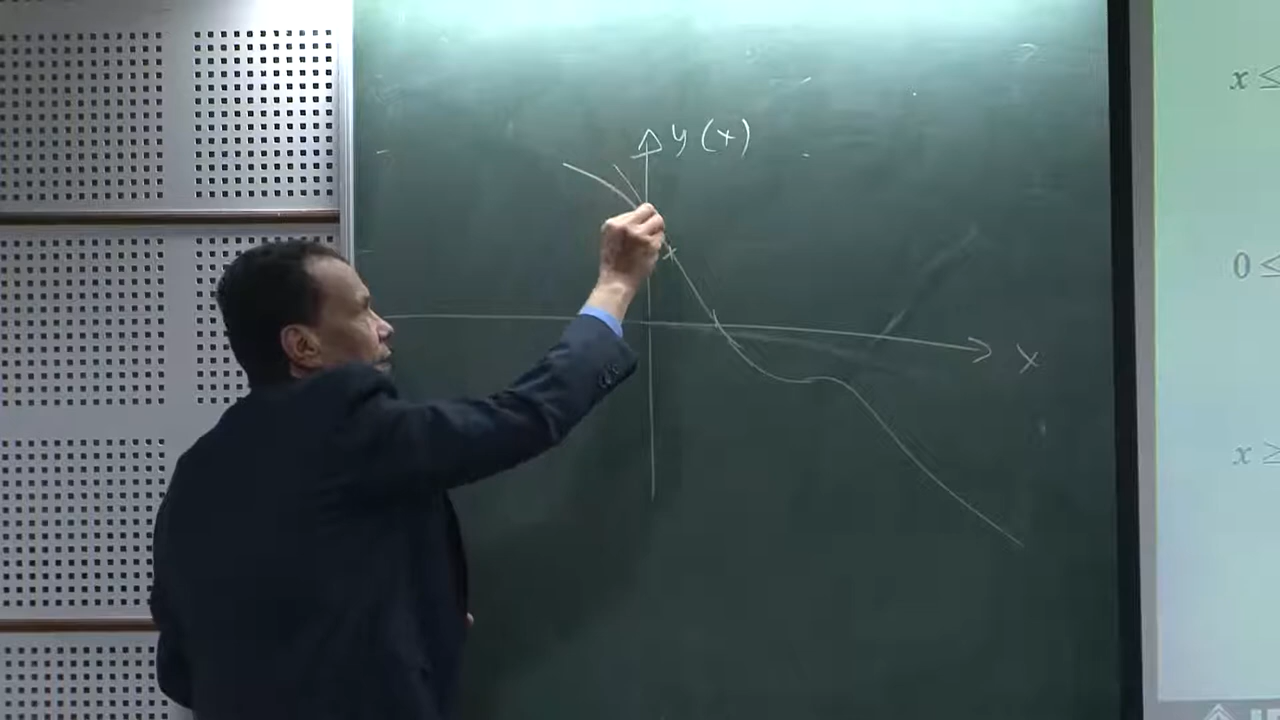 y(x)
x
x ≤
0 ≤
x ≥